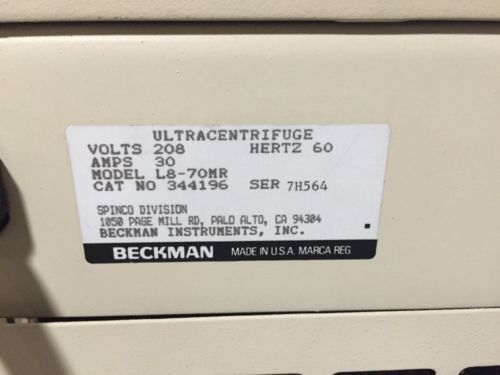 ULTRACENTRIFUGE
VOLTS 208 HERTZ 60
AMPS 30
MODEL L8-70MR
CAT NO 344196 SER 7H564
SPINCO DIVISION
1050 PAGE MILL RD, PALO ALTO, CA 94304
BECKMAN INSTRUMENTS, INC.
BECKMAN MADE IN U.S.A. MARCA REG